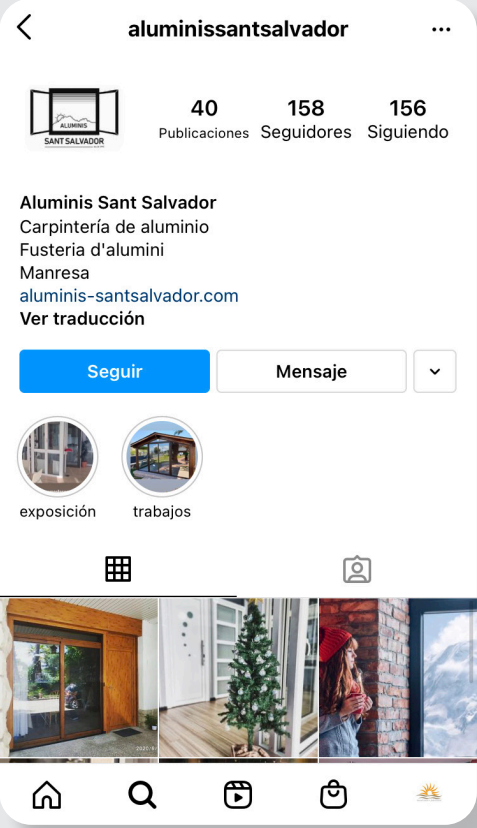 aluminissantsalvador
ALUMINIS
SANT SALVADOR
40
Publicaciones
158
Seguidores
156
Siguiendo
Aluminis Sant Salvador
Carpintería de aluminio
Fusteria d'alumini
Manresa
aluminis-santsalvador.com
Ver traducción
Seguir
Mensaje
exposición
trabajos